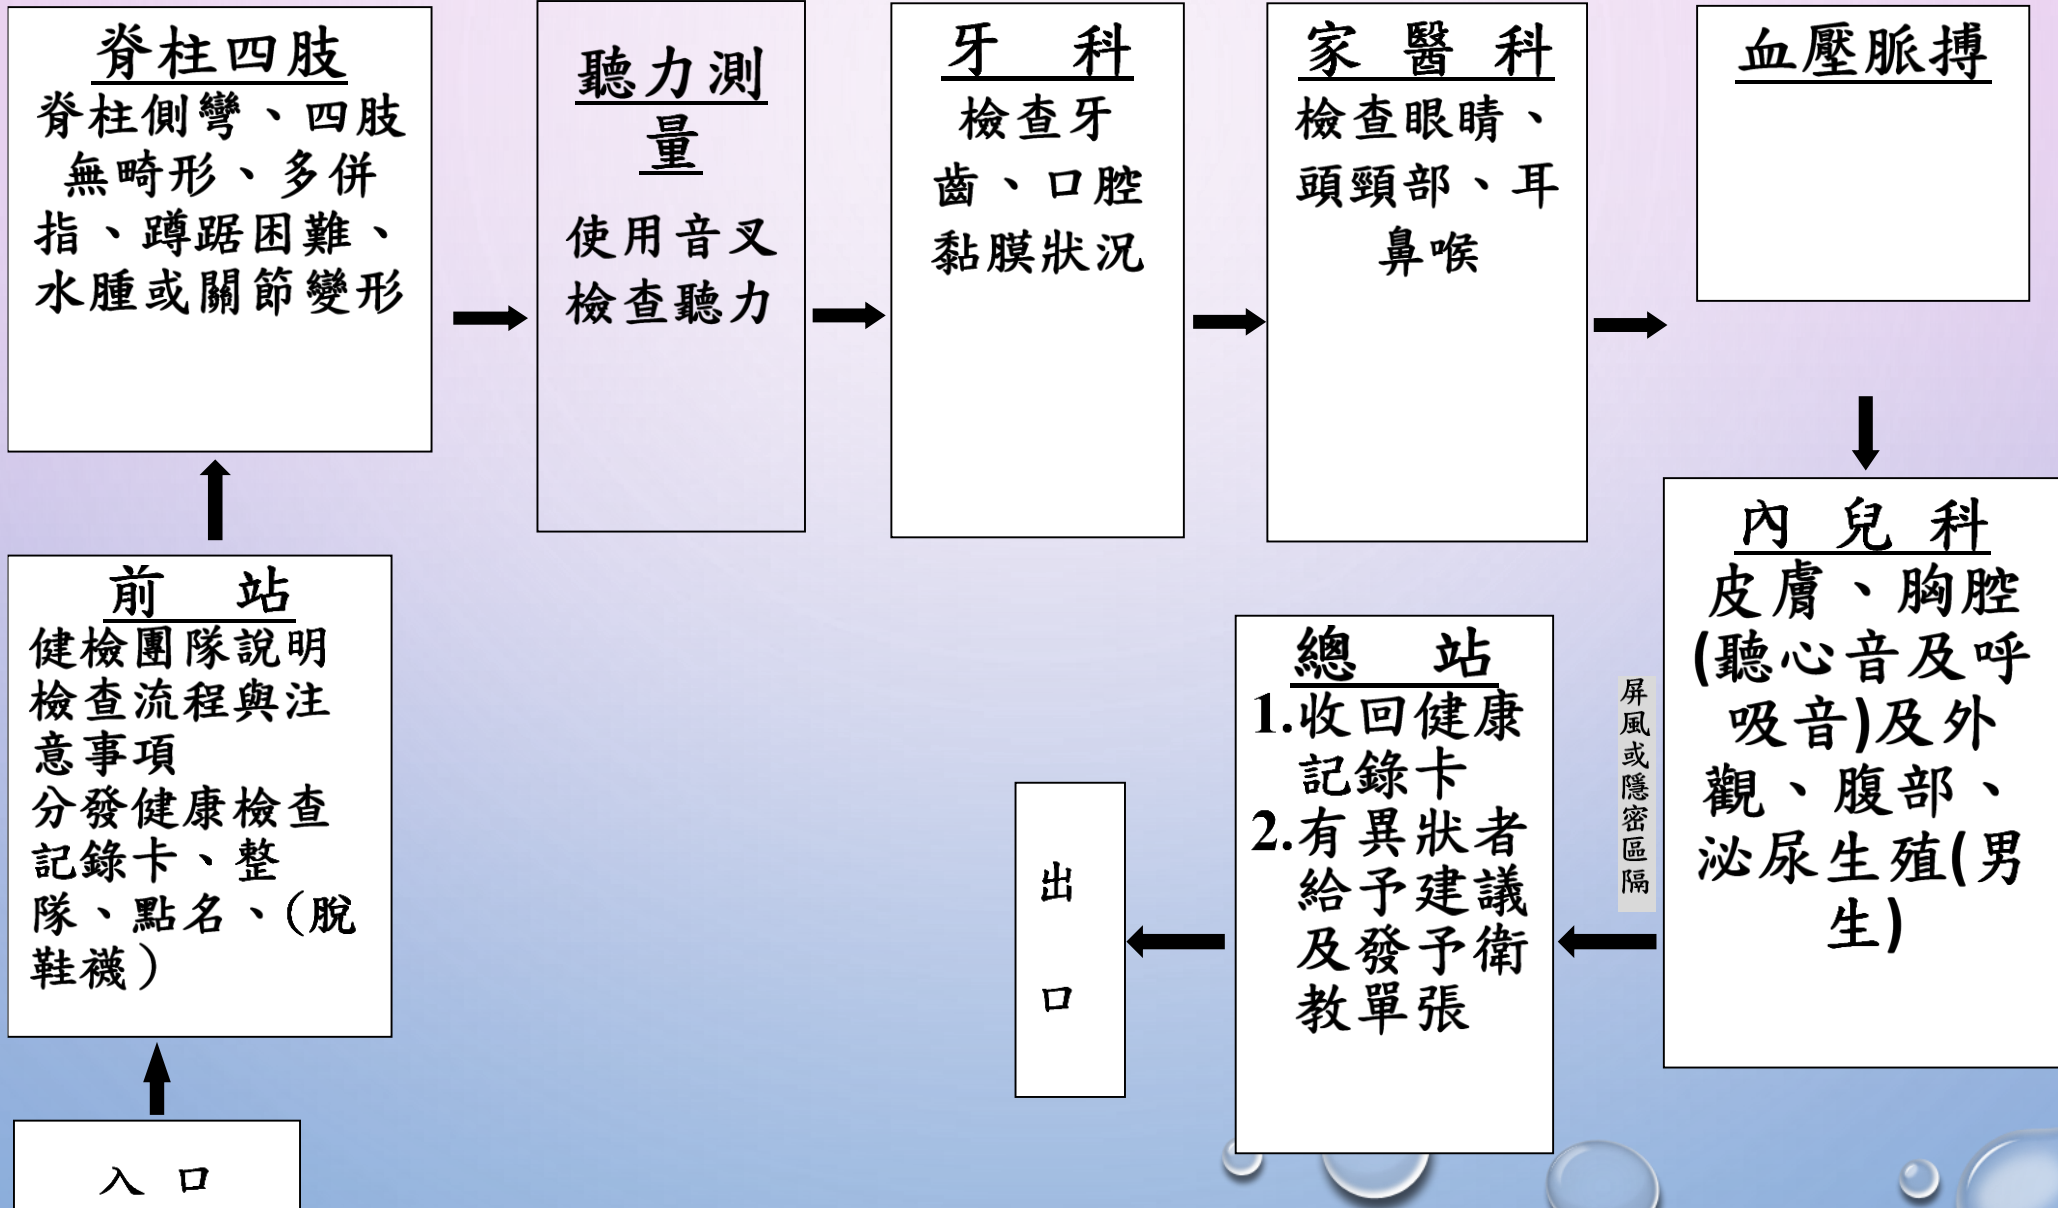 脊柱四肢
脊柱側彎、四肢
無畸形、多併
指、蹲踞困難、
水腫或關節變形
聽力測
量
使用音叉
檢查聽力
牙 科
檢查牙
齒、口腔
黏膜狀況
家 醫 科
檢查眼睛、
頭頸部、耳
鼻喉
血壓脈搏
內 兒 科
皮膚、胸腔
(聽心音及呼
吸音)及外
觀、腹部、
泌尿生殖(男
生)
屏風或隱密區隔
總 站
1.收回健康
記錄卡
2.有異狀者
給予建議
及發予衛
教單張
出
口
前 站
健檢團隊說明
檢查流程與注
意事項
分發健康檢查
記錄卡、整
隊、點名、（脫
鞋襪）
入 口